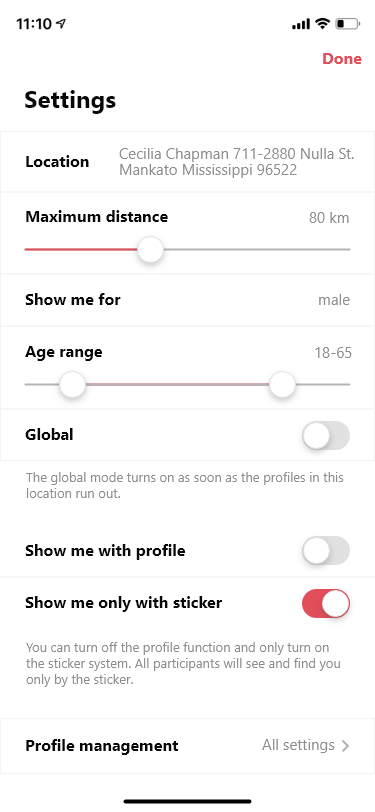 11:10
Done
Settings
Location
Cecilia Chapman 711-2880 Nulla St.
Mankato Mississippi 96522
Maximum distance 80 km
Show me for male
Age range 18-65
Global
The global mode turns on as soon as the profiles in this
location run out.
Show me with profile
Show me only with sticker
You can turn off the profile function and only turn on
the sticker system. All participants will see and find you
only by the sticker.
Profile management All settings